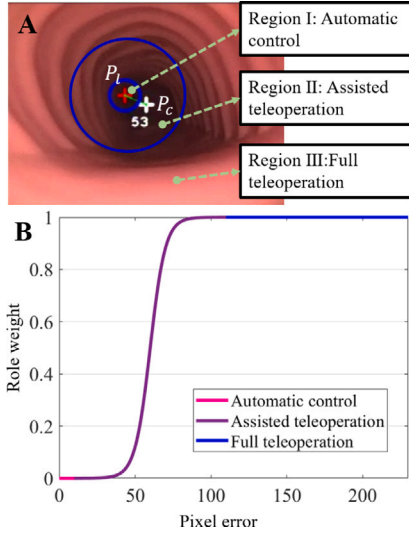 A
Region I: Automatic
control
Region II: Assisted
teleoperation
Region III:Full
teleoperation
P_l
P_c
53
B
Role weight
1
0.8
0.6
0.4
0.2
0
Automatic control
Assisted teleoperation
Full teleoperation
0
50
100
150
200
Pixel error